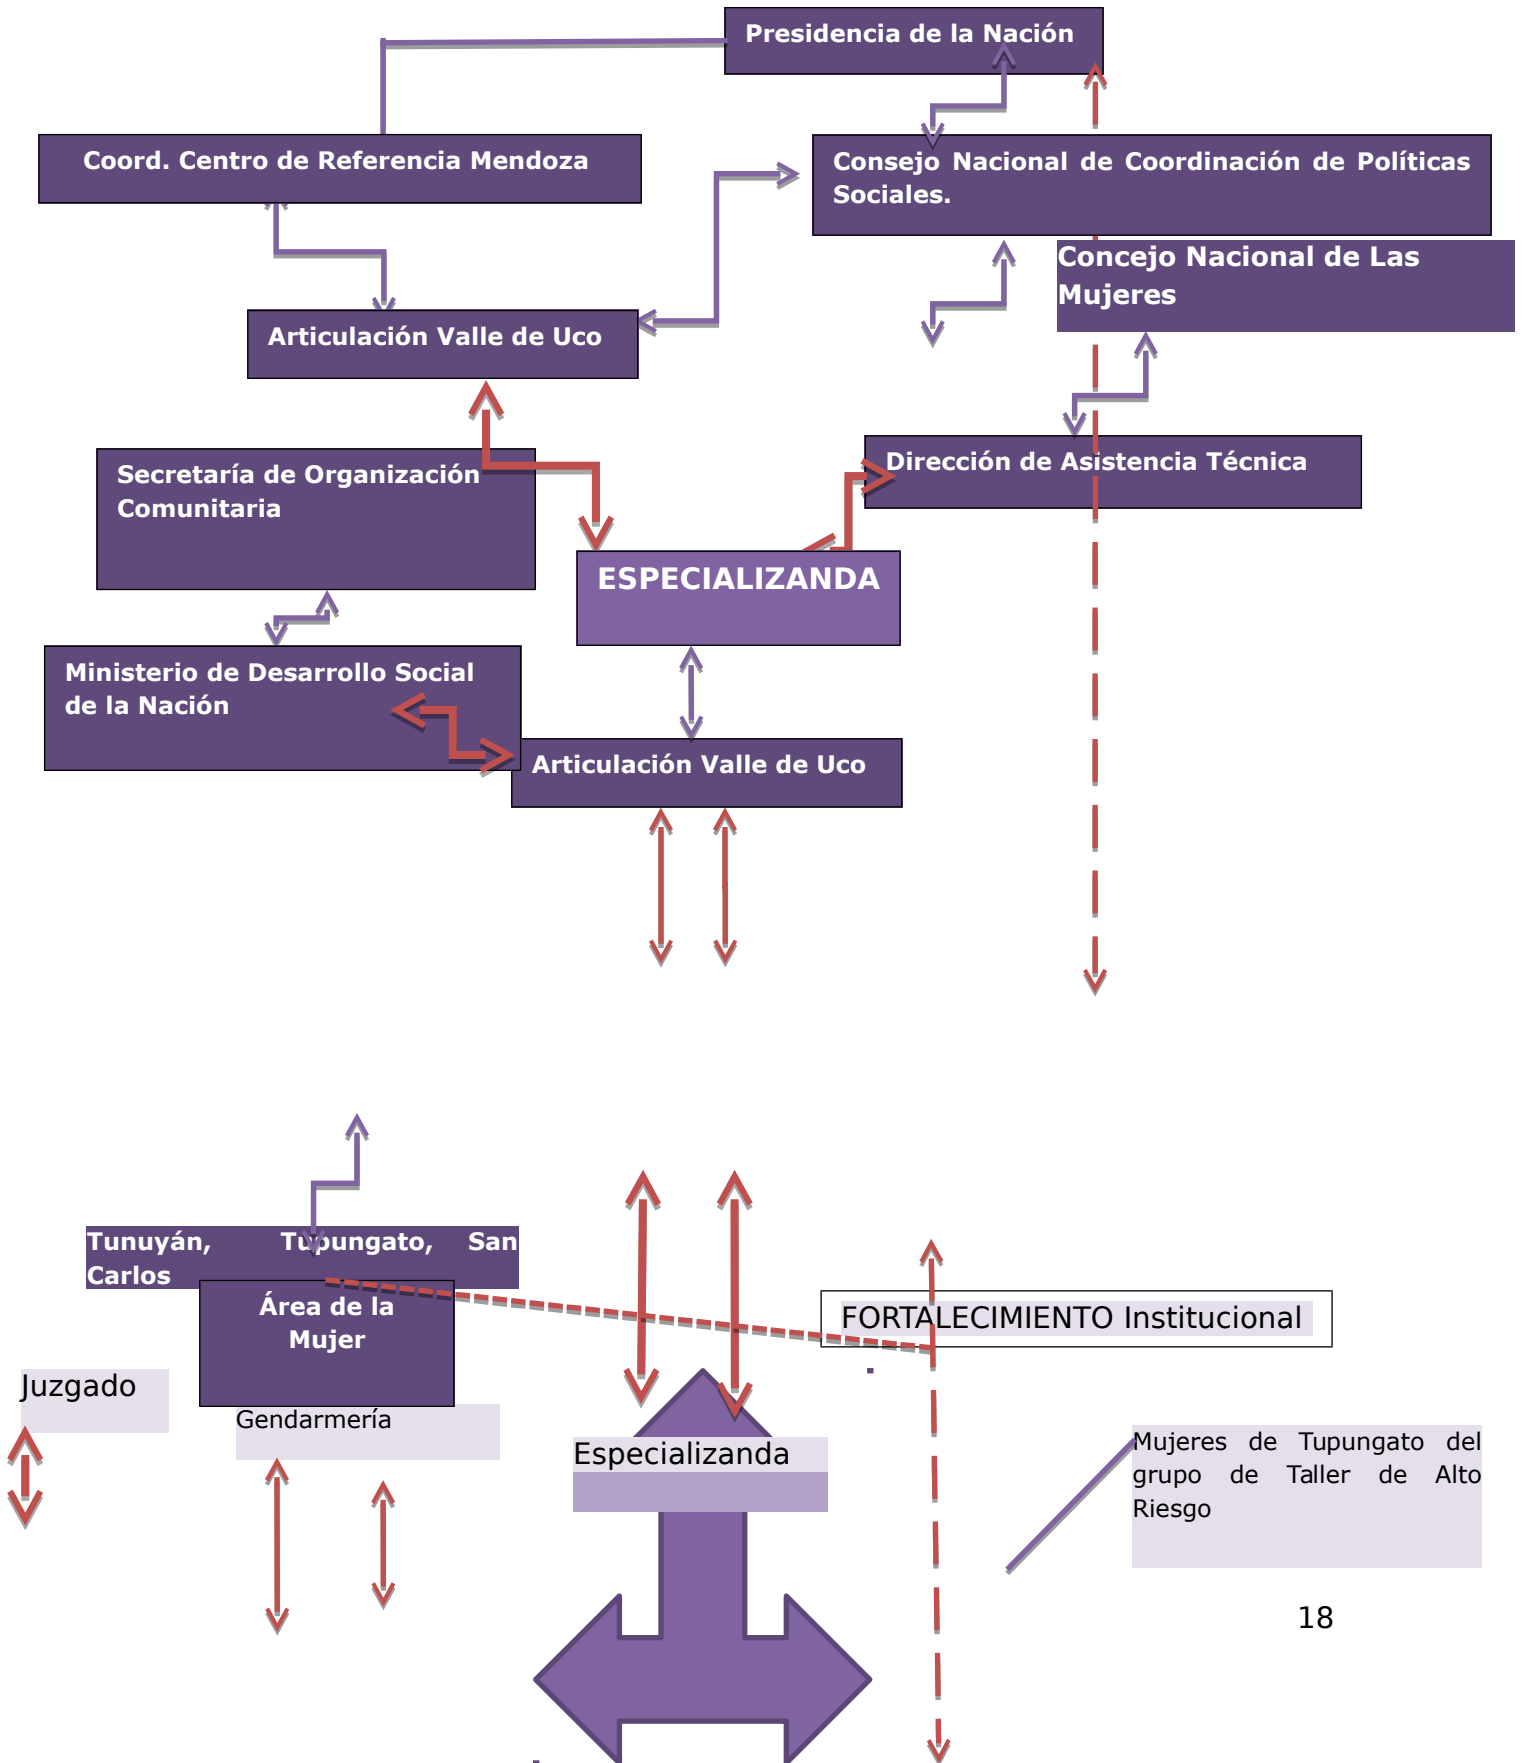 Presidencia de la Nación
Coord. Centro de Referencia Mendoza
Consejo Nacional de Coordinación de Políticas
Sociales.
Concejo Nacional de Las
Mujeres
Articulación Valle de Uco
Secretaría de Organización
Comunitaria
Dirección de Asistencia Técnica
ESPECIALIZANDA
Ministerio de Desarrollo Social
de la Nación
Articulación Valle de Uco
Tunuyán, Tupungato, San
Carlos
Área de la
Mujer
FORTALECIMIENTO Institucional
Juzgado
Gendarmería
Especializanda
Mujeres de Tupungato del
grupo de Taller de Alto
Riesgo
18